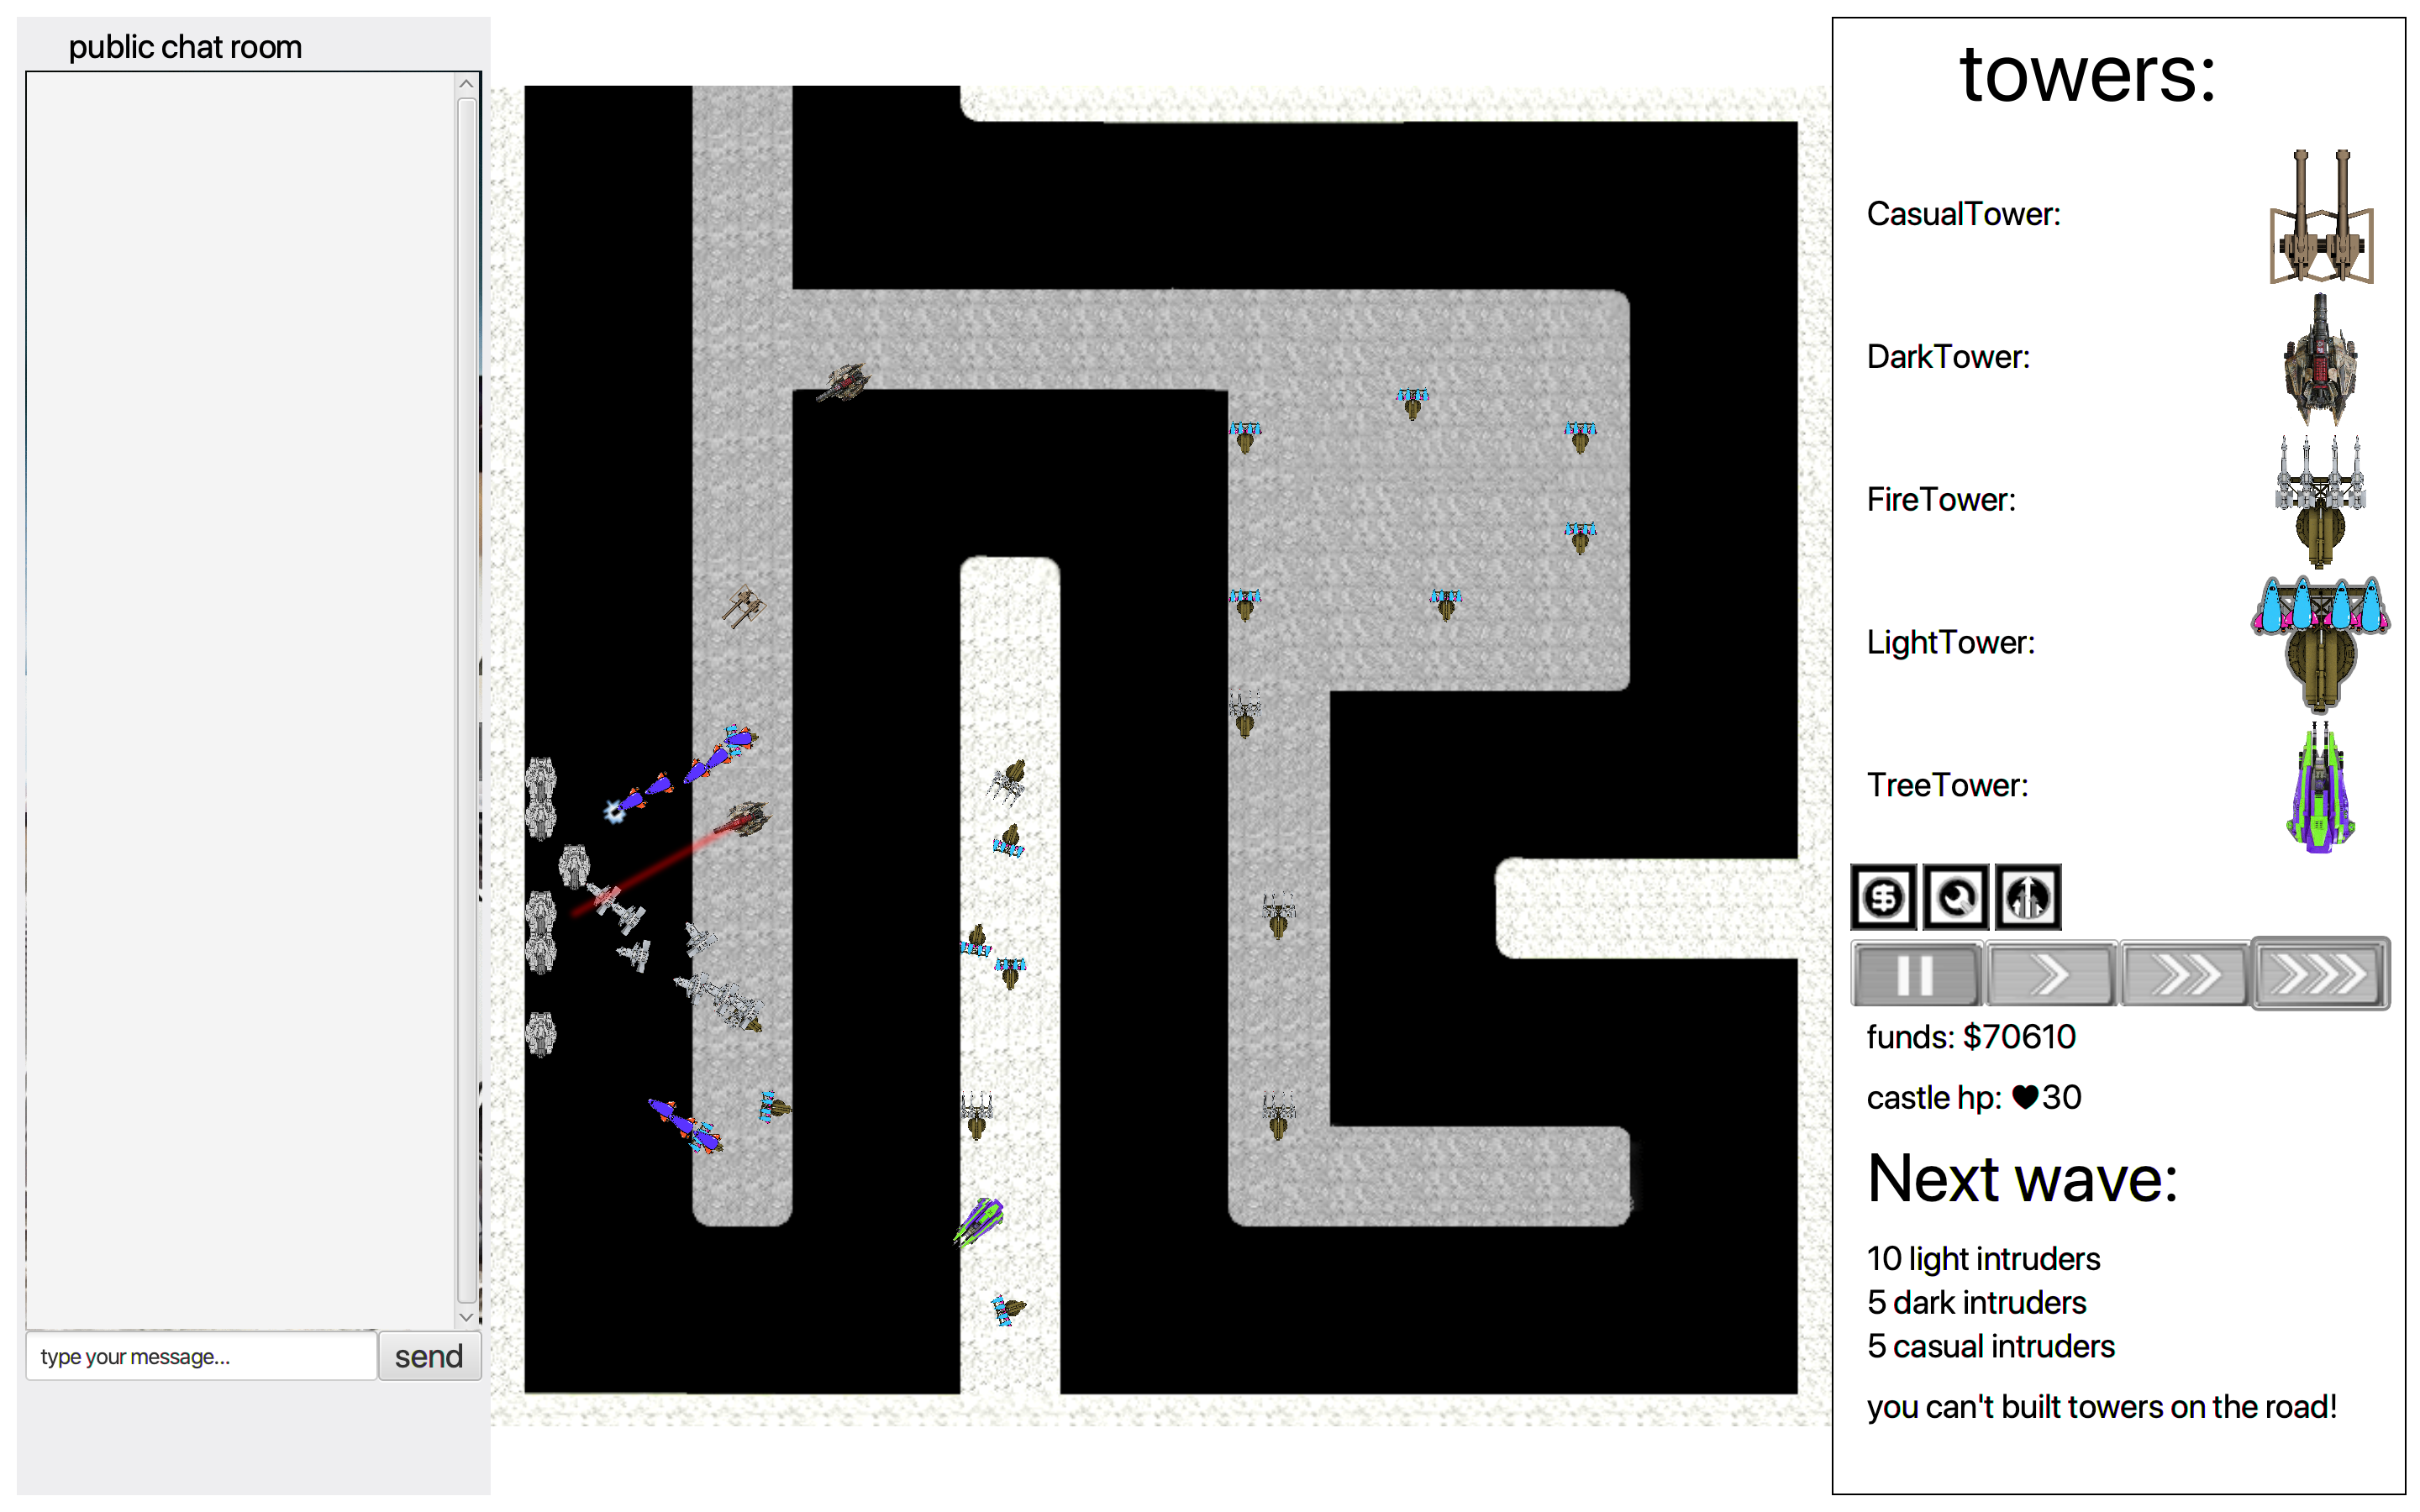 public chat room
type your message...
send
towers:
CasualTower:
DarkTower:
FireTower:
LightTower:
TreeTower:
funds: $70610
castle hp: ♥30
Next wave:
10 light intruders
5 dark intruders
5 casual intruders
you can't built towers on the road!